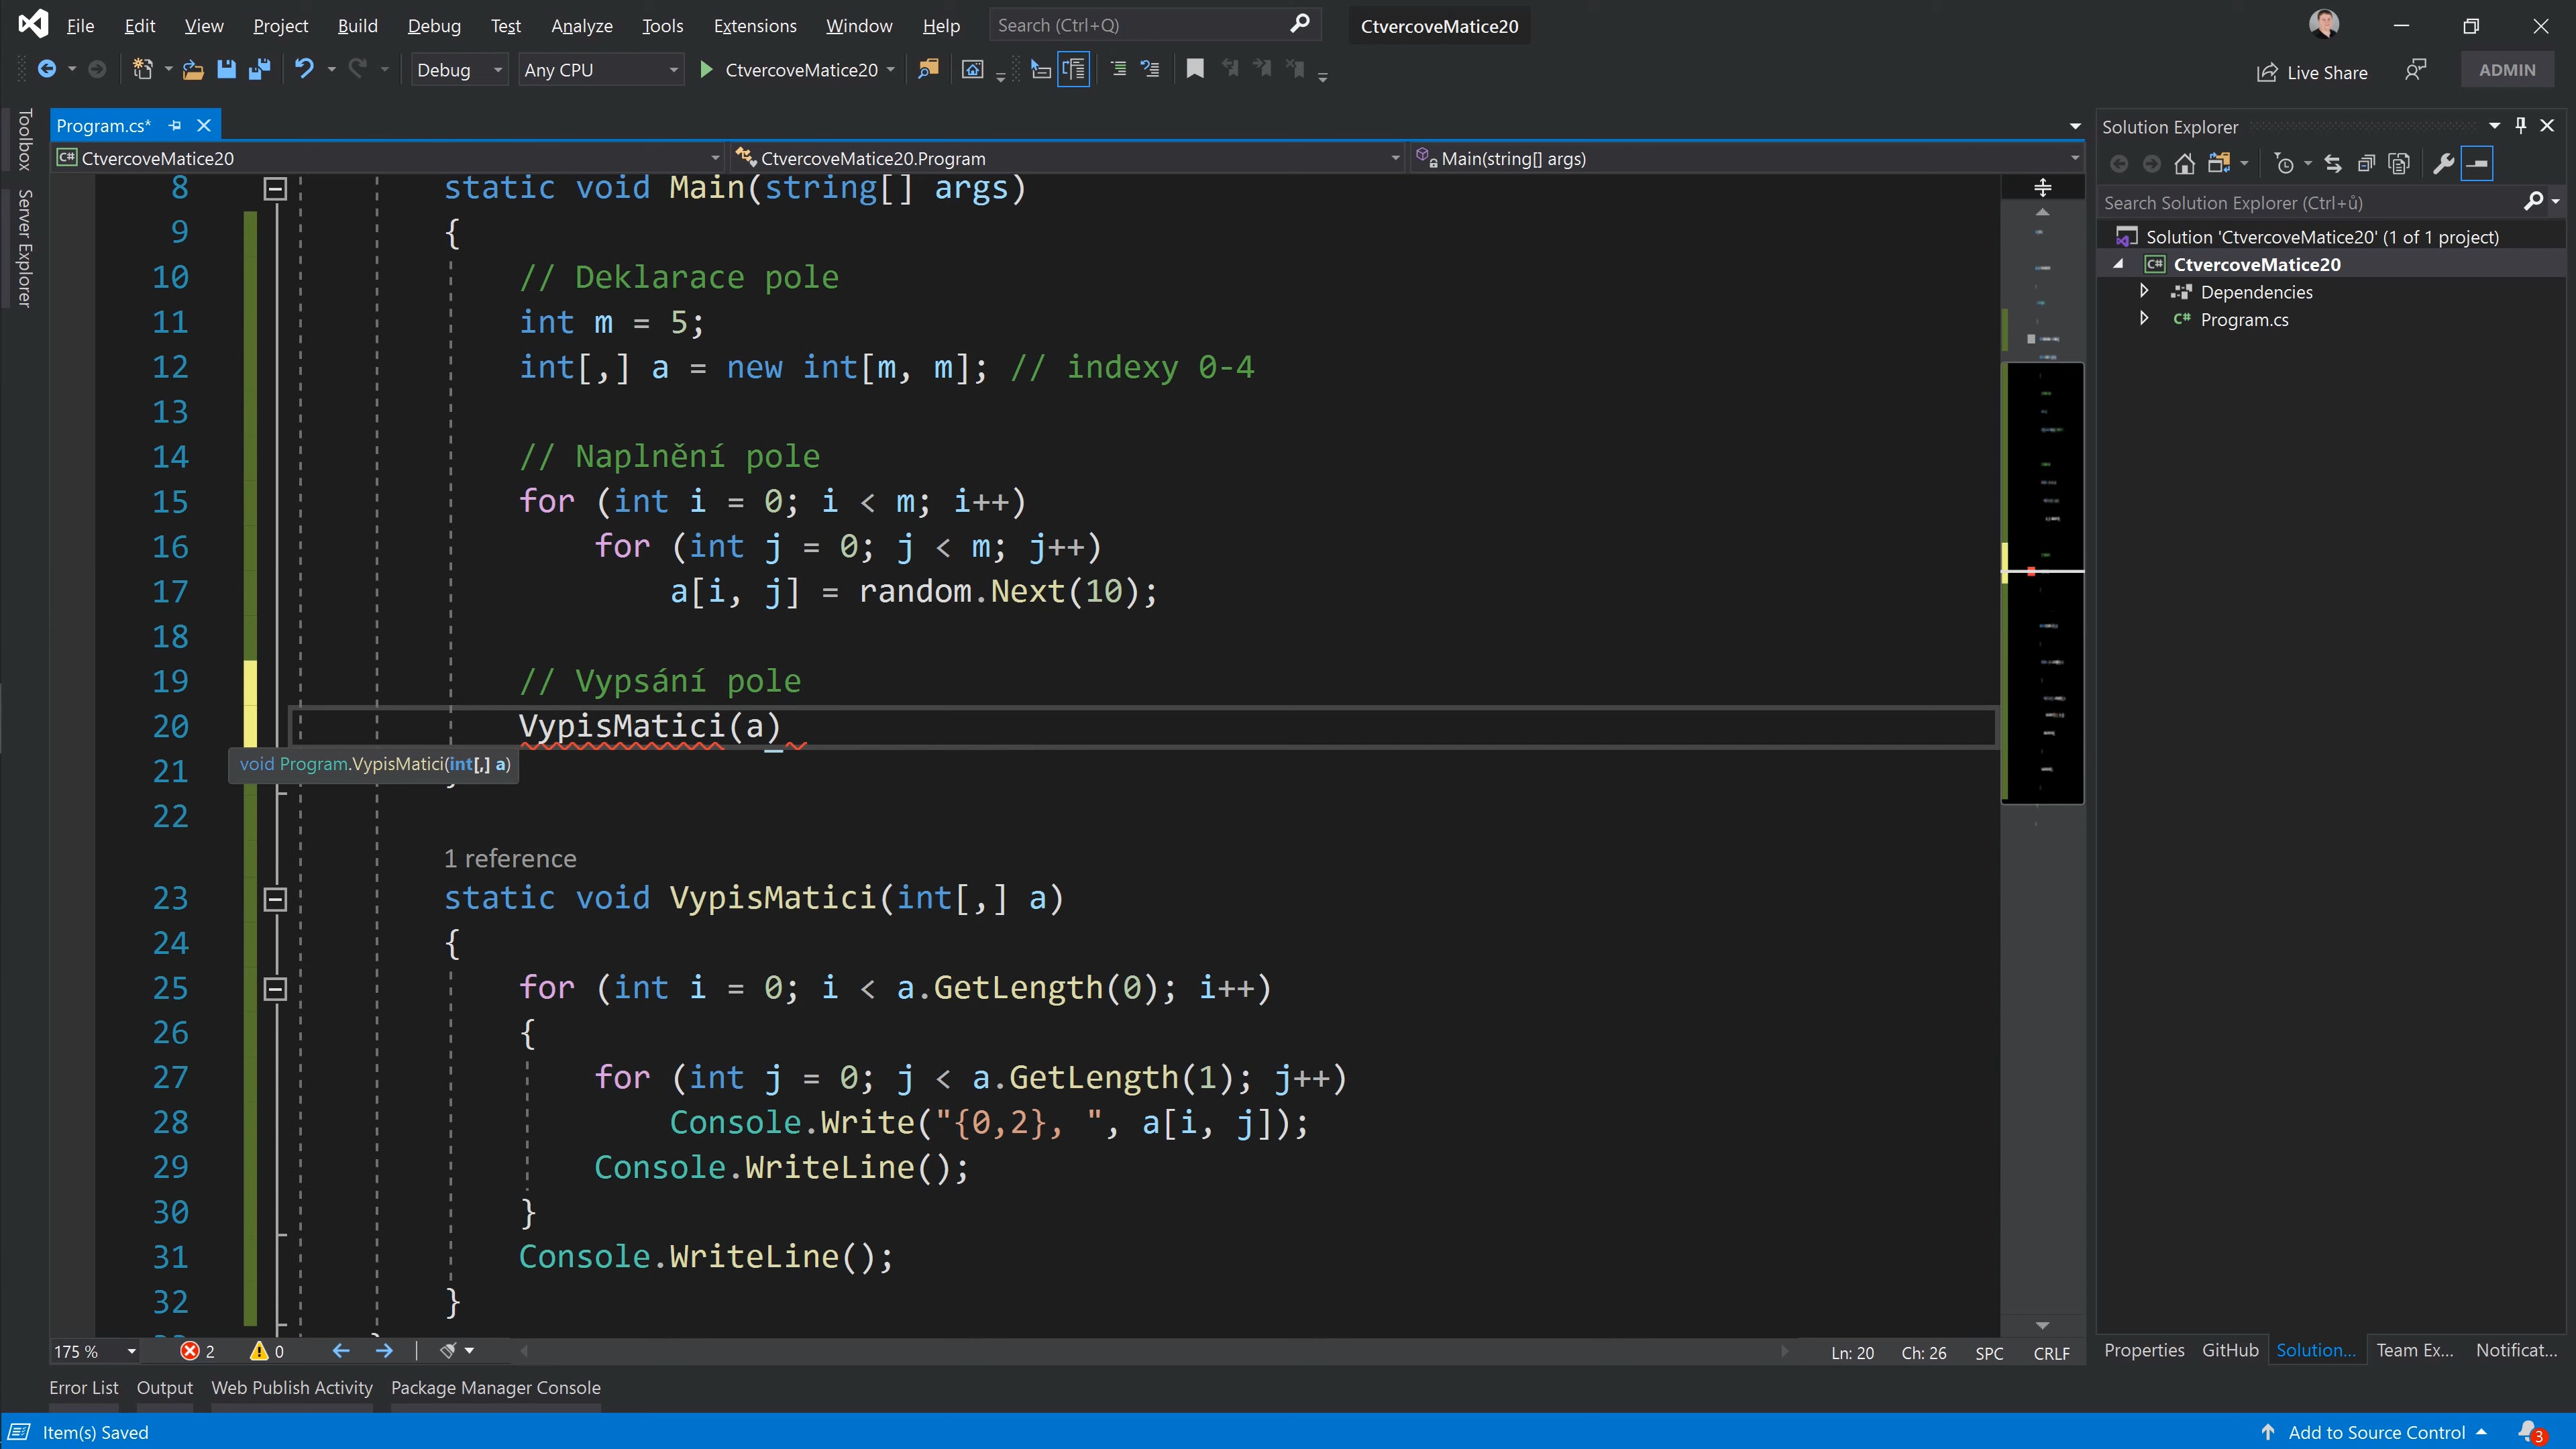 File Edit View Project Build Debug Test Analyze Tools Extensions Window Help Search (Ctrl+Q) CtvercoveMatice20
Debug Any CPU CtvercoveMatice20 Live Share ADMIN
Toolbox
Server Explorer
Program.cs*
CtvercoveMatice20 CtvercoveMatice20.Program Main(string[] args)
8 static void Main(string[] args)
9 {
10 // Deklarace pole
11 int m = 5;
12 int[,] a = new int[m, m]; // indexy 0-4
13
14 // Naplnění pole
15 for (int i = 0; i < m; i++)
16 for (int j = 0; j < m; j++)
17 a[i, j] = random.Next(10);
18
19 // Vypsání pole
20 VypisMatici(a)
void Program.VypisMatici(int[,] a)
21
22
1 reference
23 static void VypisMatici(int[,] a)
24 {
25 for (int i = 0; i < a.GetLength(0); i++)
26 {
27 for (int j = 0; j < a.GetLength(1); j++)
28 Console.Write("{0,2}, ", a[i, j]);
29 Console.WriteLine();
30 }
31 Console.WriteLine();
32 }
175 % 2 0 Ln: 20 Ch: 26 SPC CRLF
Error List Output Web Publish Activity Package Manager Console
Item(s) Saved Add to Source Control 3
Solution Explorer
Search Solution Explorer (Ctrl+ů)
Solution 'CtvercoveMatice20' (1 of 1 project)
C# CtvercoveMatice20
Dependencies
C# Program.cs
Properties GitHub Solution... Team Ex... Notificat...